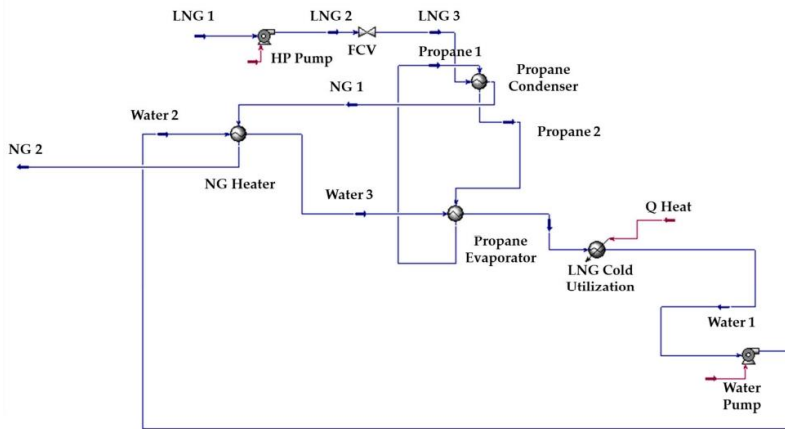 LNG 1
LNG 2
LNG 3
HP Pump
FCV
Propane 1
Propane
Condenser
NG 1
Water 2
Propane 2
NG 2
NG Heater
Water 3
Q Heat
Propane
Evaporator
LNG Cold
Utilization
Water 1
Water
Pump